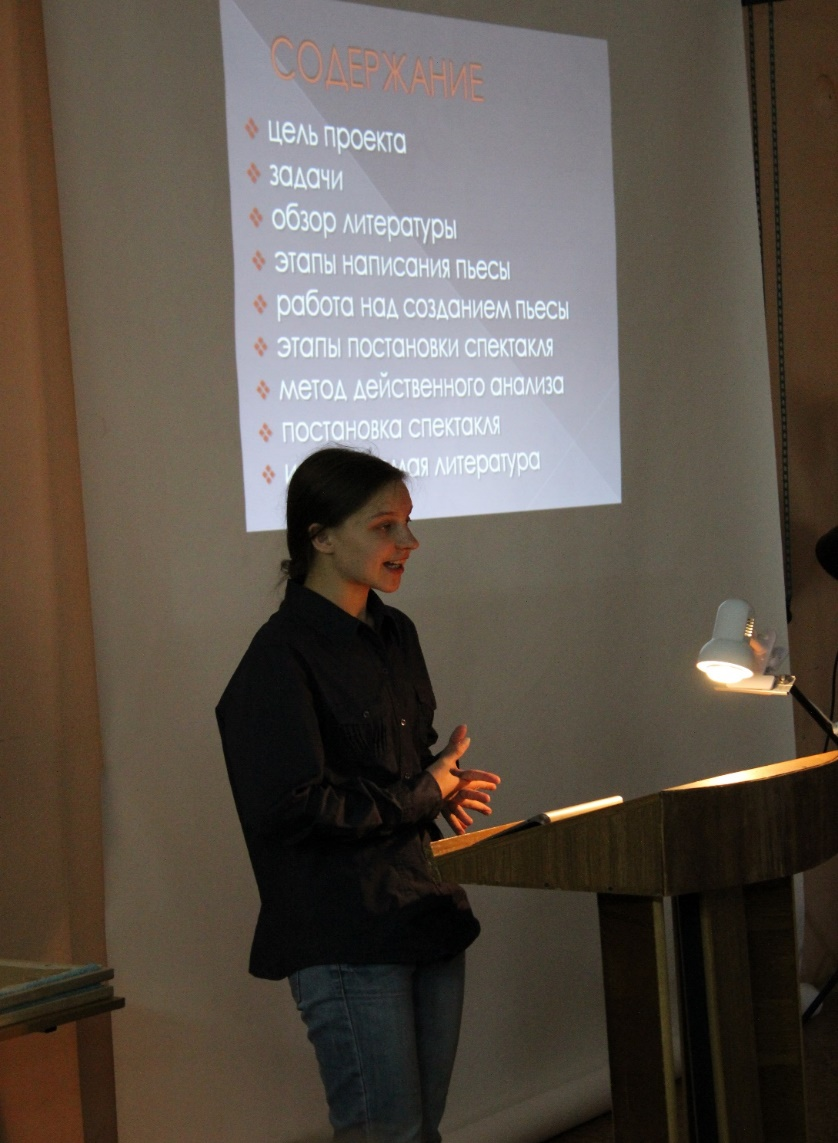 СОДЕРЖАНИЕ
цель проекта
задачи
обзор литературы
этапы написания пьесы
работа над созданием пьесы
этапы постановки спектакля
метод действенного анализа
постановка спектакля
литература